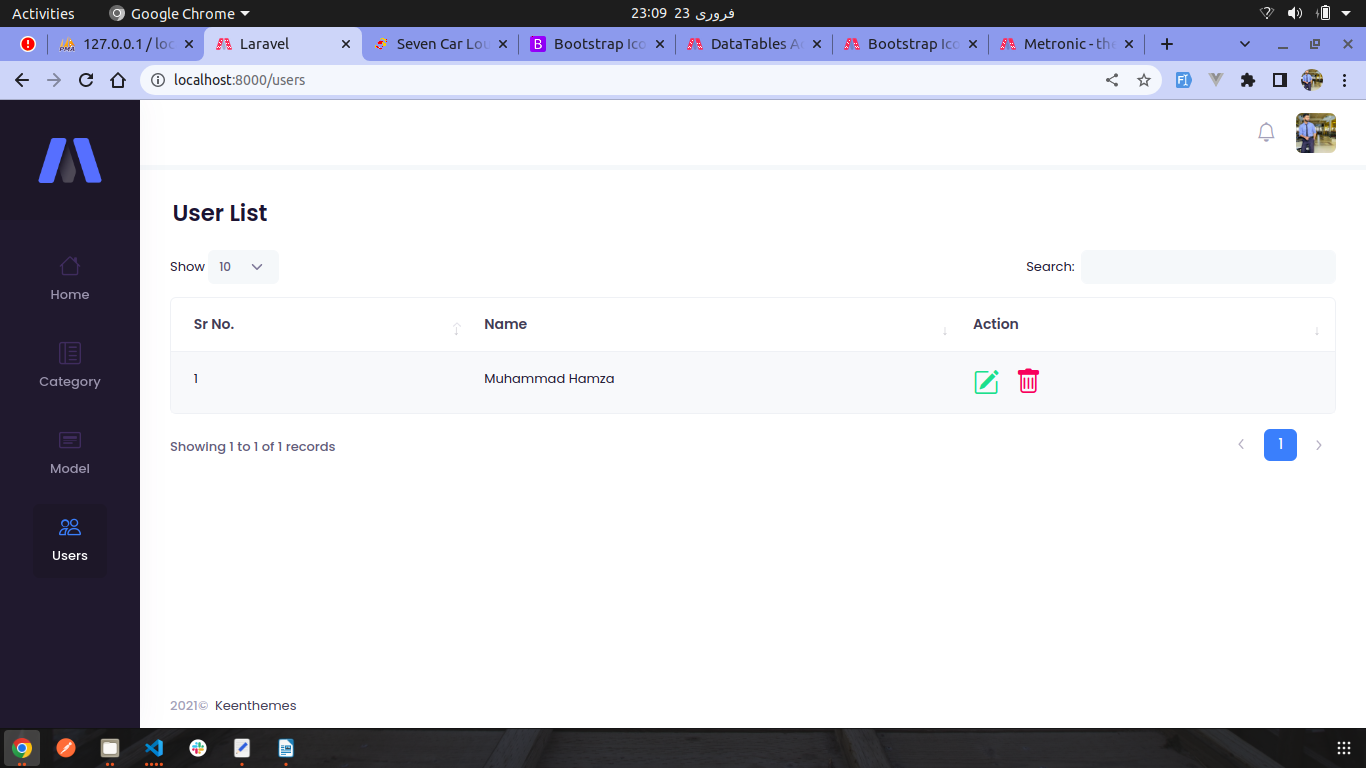 Activities Google Chrome 23:09 23 فروری
127.0.0.1 / loc Laravel Seven Car Lou Bootstrap Ico DataTables A Bootstrap Ico Metronic - the
localhost:8000/users
User List
Show 10 Search:
Sr No. Name Action
1 Muhammad Hamza
Showing 1 to 1 of 1 records 1
Home
Category
Model
Users
2021© Keenthemes